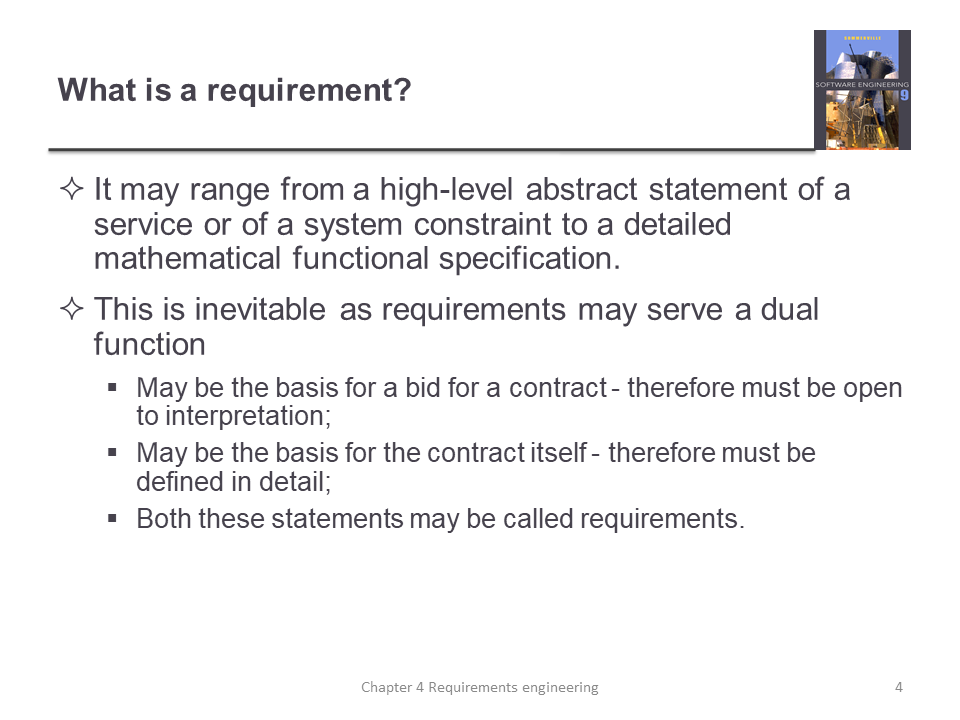 SOMMERVILLE
What is a requirement?
SOFTWARE ENGINEERING
9
✧ It may range from a high-level abstract statement of a
service or of a system constraint to a detailed
mathematical functional specification.
✧ This is inevitable as requirements may serve a dual
function
▪ May be the basis for a bid for a contract - therefore must be open
to interpretation;
▪ May be the basis for the contract itself - therefore must be
defined in detail;
▪ Both these statements may be called requirements.
Chapter 4 Requirements engineering
4